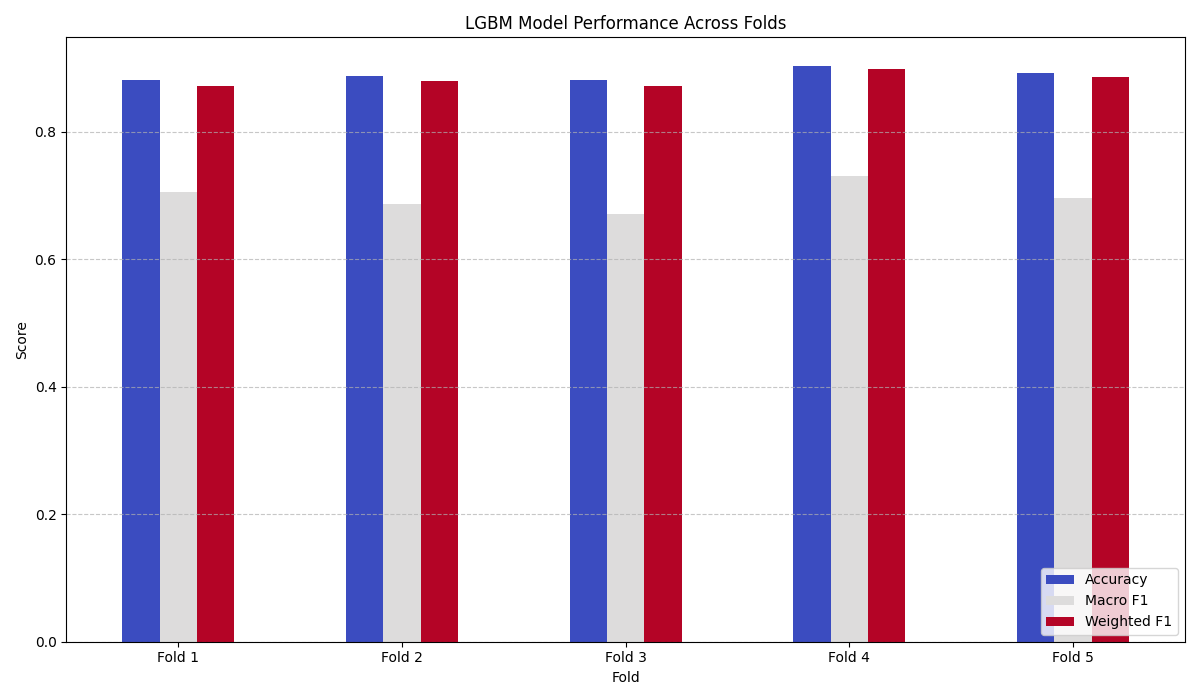 LGBM Model Performance Across Folds
Score
0.8
0.6
0.4
0.2
0.0
Accuracy
Macro F1
Weighted F1
Fold 1
Fold 2
Fold 3
Fold 4
Fold 5
Fold